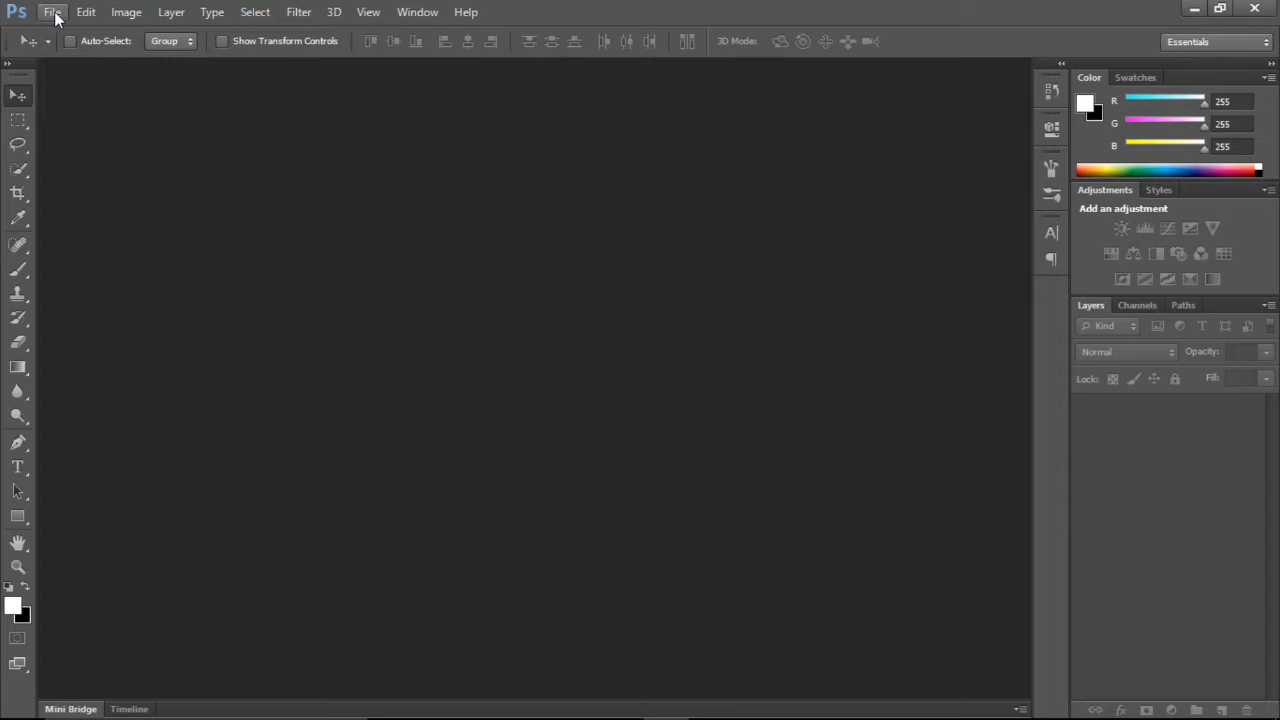 Ps File Edit Image Layer Type Select Filter 3D View Window Help
Auto-Select: Group Show Transform Controls 3D Mode: Essentials
Color Swatches
R 255
G 255
B 255
Adjustments Styles
Add an adjustment
Layers Channels Paths
Kind
Normal Opacity:
Lock: Fill:
Mini Bridge Timeline